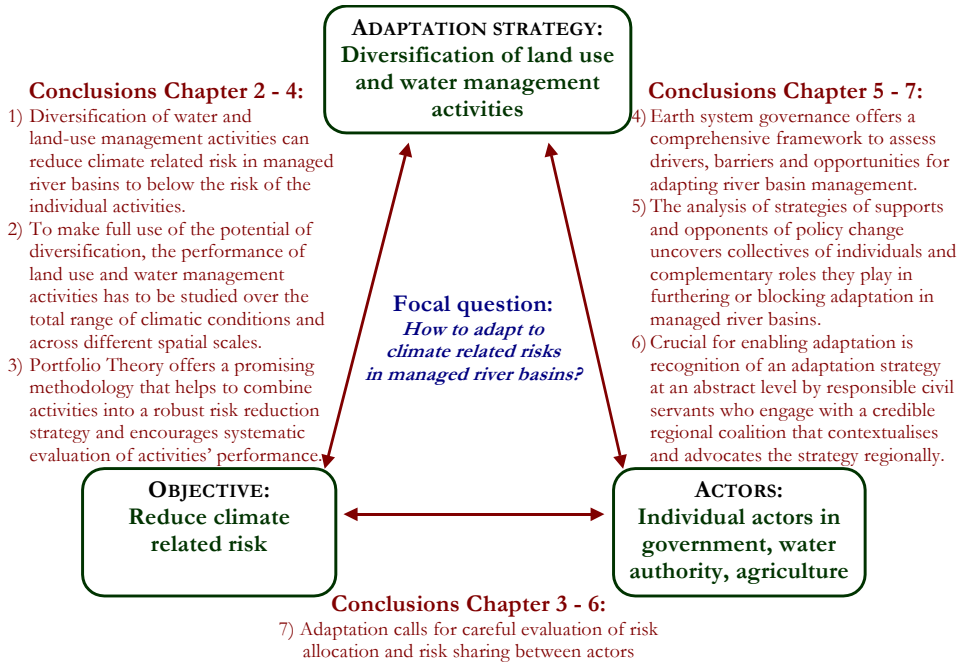 ADAPTATION STRATEGY:
Diversification of land use
and water management
activities
Conclusions Chapter 2 - 4:
1) Diversification of water and
land-use management activities can
reduce climate related risk in managed
river basins to below the risk of the
individual activities.
2) To make full use of the potential of
diversification, the performance of
land use and water management
activities has to be studied over the
total range of climatic conditions and
across different spatial scales.
3) Portfolio Theory offers a promising
methodology that helps to combine
activities into a robust risk reduction
strategy and encourages systematic
evaluation of activities' performance.
Conclusions Chapter 5 - 7:
4) Earth system governance offers a
comprehensive framework to assess
drivers, barriers and opportunities for
adapting river basin management.
5) The analysis of strategies of supports
and opponents of policy change
uncovers collectives of individuals and
complementary roles they play in
furthering or blocking adaptation in
managed river basins.
6) Crucial for enabling adaptation is
recognition of an adaptation strategy
at an abstract level by responsible civil
servants who engage with a credible
regional coalition that contextualises
and advocates the strategy regionally.
Focal question:
How to adapt to
climate related risks
in managed river basins?
OBJECTIVE:
Reduce climate
related risk
ACTORS:
Individual actors in
government, water
authority, agriculture
Conclusions Chapter 3 - 6:
7) Adaptation calls for careful evaluation of risk
allocation and risk sharing between actors